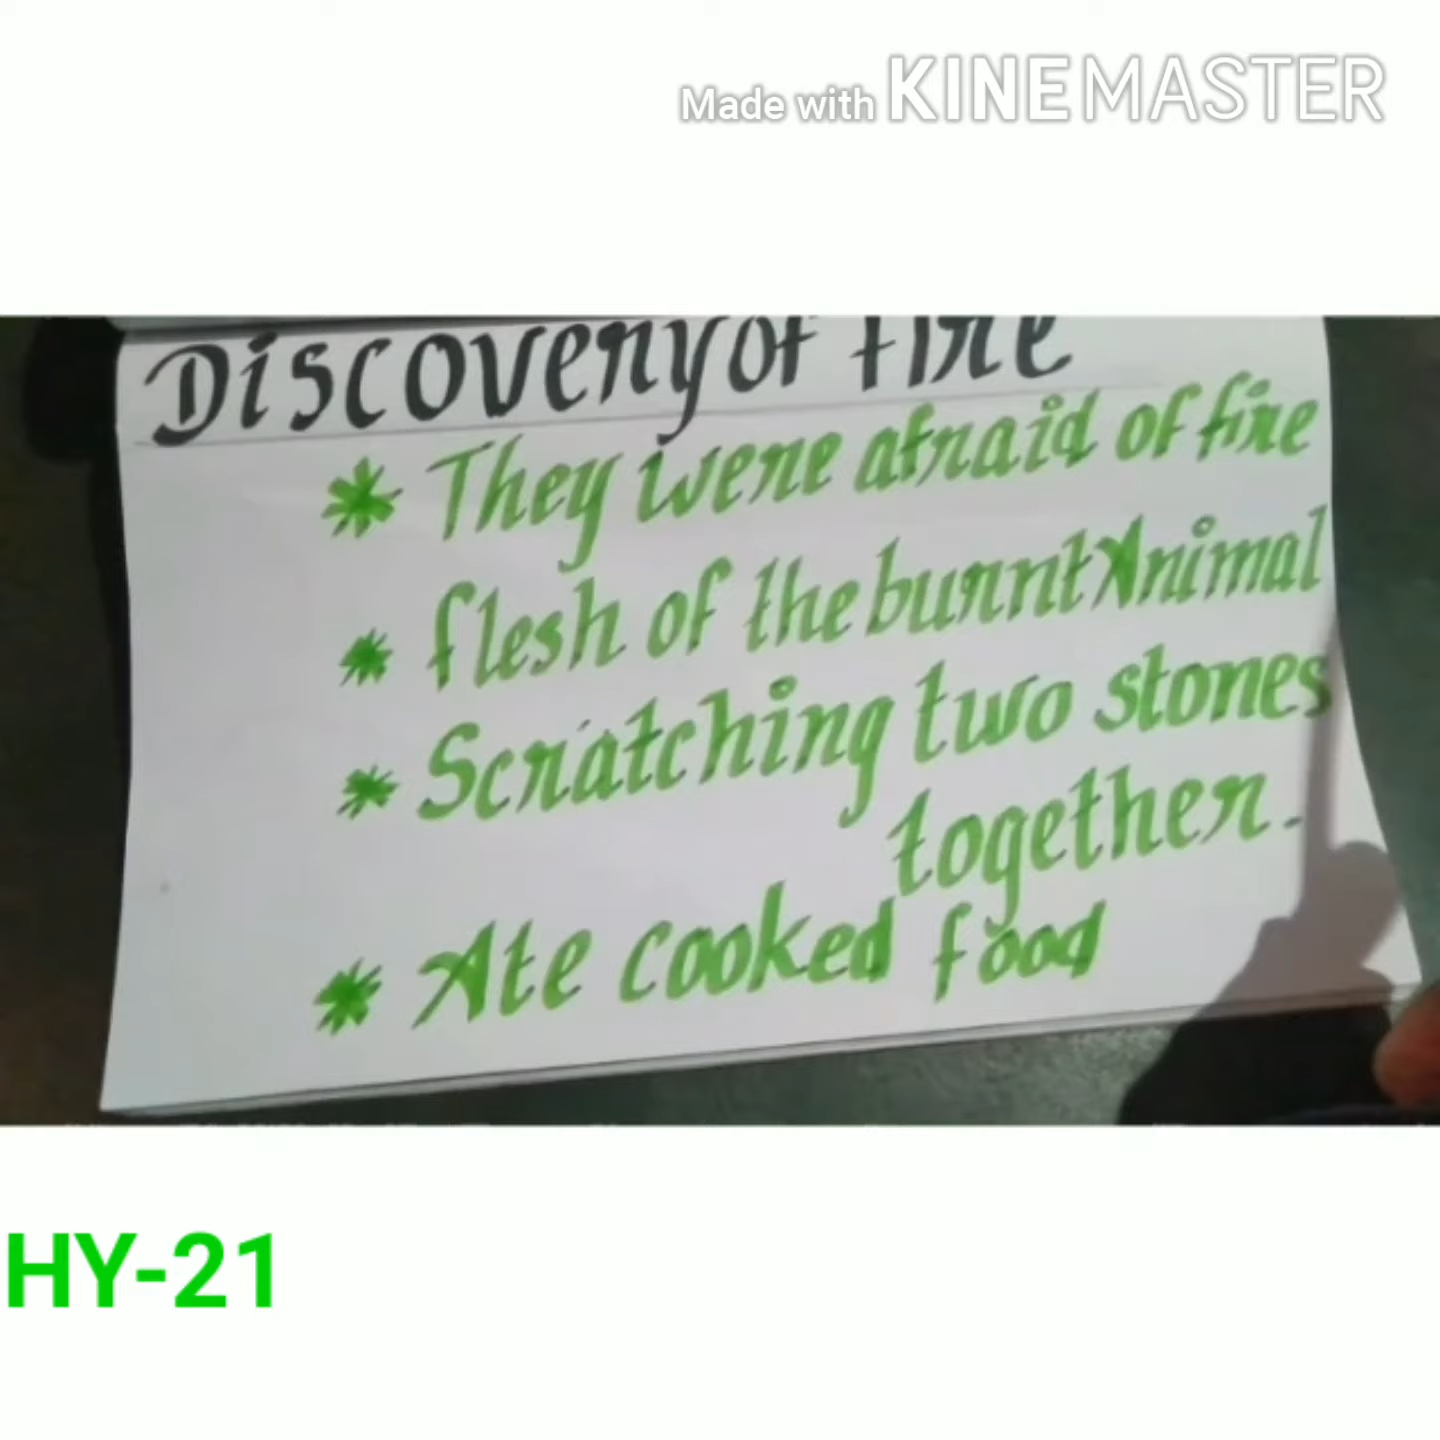 Made with KINEMASTER
Discovery of fire
* They were afraid of fire
* flesh of the burnt Animal
* Scratching two stones
together.
* Ate cooked food
HY-21